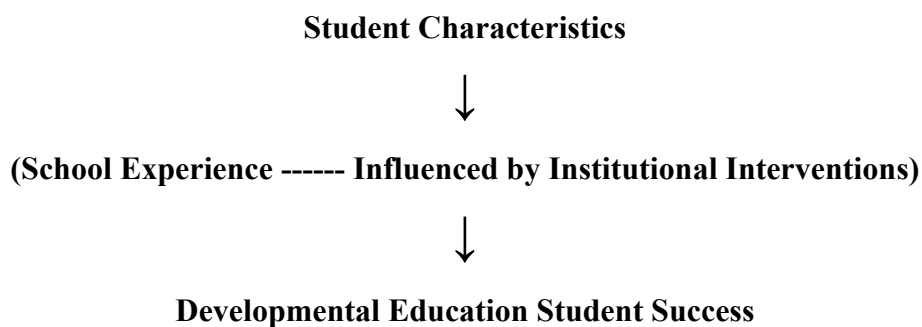 Student Characteristics
↓
(School Experience ------ Influenced by Institutional Interventions)
↓
Developmental Education Student Success